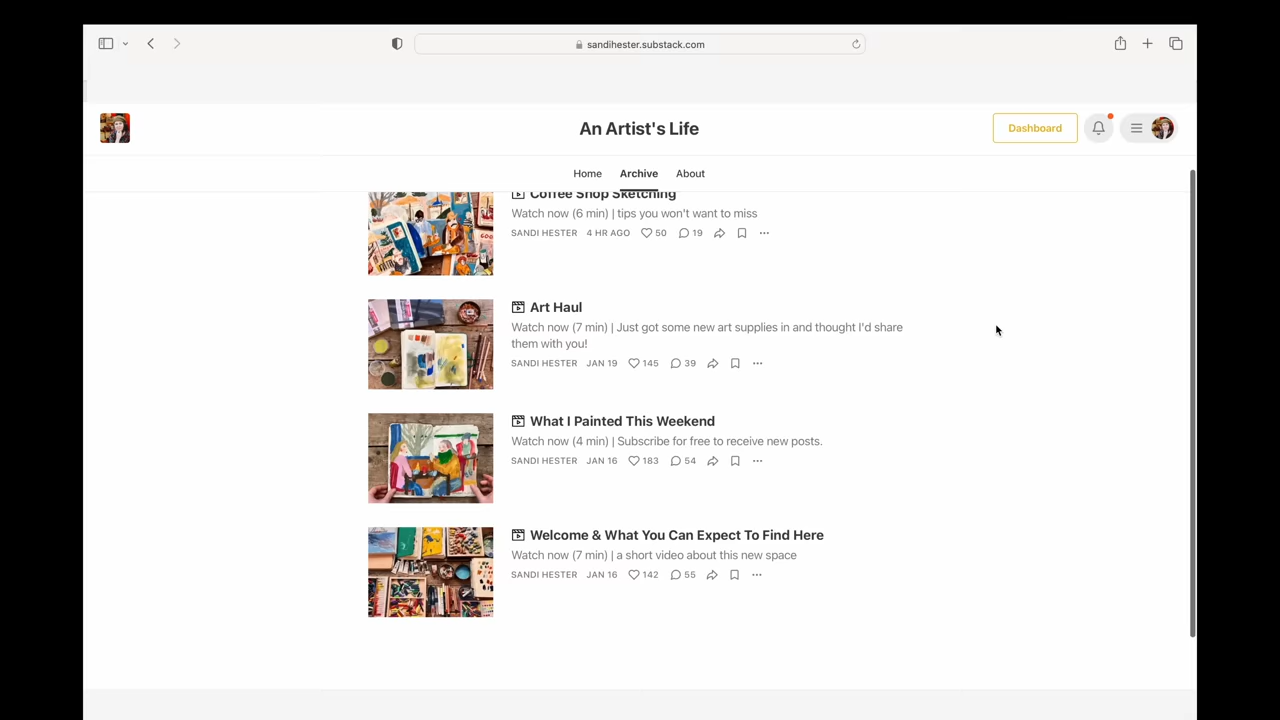 sandihester.substack.com
An Artist's Life
Dashboard
Home Archive About
Coffee Shop Sketching
Watch now (6 min) | tips you won't want to miss
SANDI HESTER 4 HR AGO 50 19
Art Haul
Watch now (7 min) | Just got some new art supplies in and thought I'd share
them with you!
SANDI HESTER JAN 19 145 39
What I Painted This Weekend
Watch now (4 min) | Subscribe for free to receive new posts.
SANDI HESTER JAN 16 183 54
Welcome & What You Can Expect To Find Here
Watch now (7 min) | a short video about this new space
SANDI HESTER JAN 16 142 55